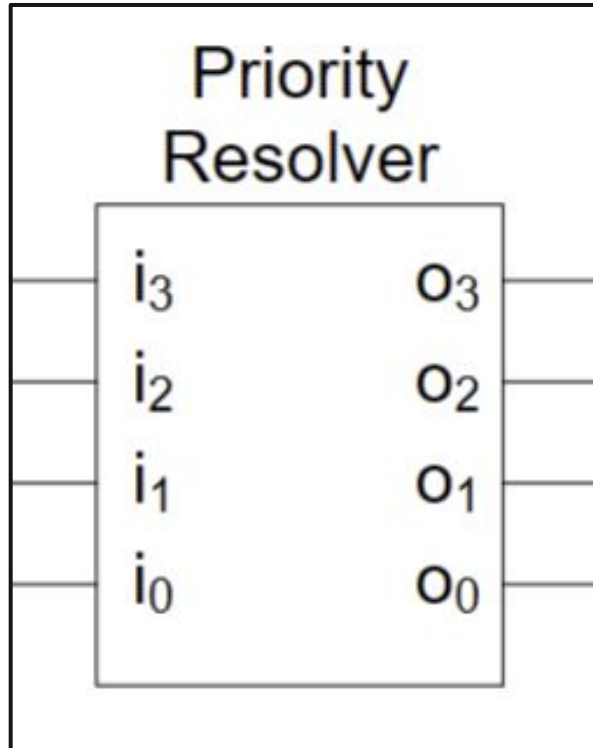 Priority
Resolver
i₃ o₃
i₂ o₂
i₁ o₁
i₀ o₀